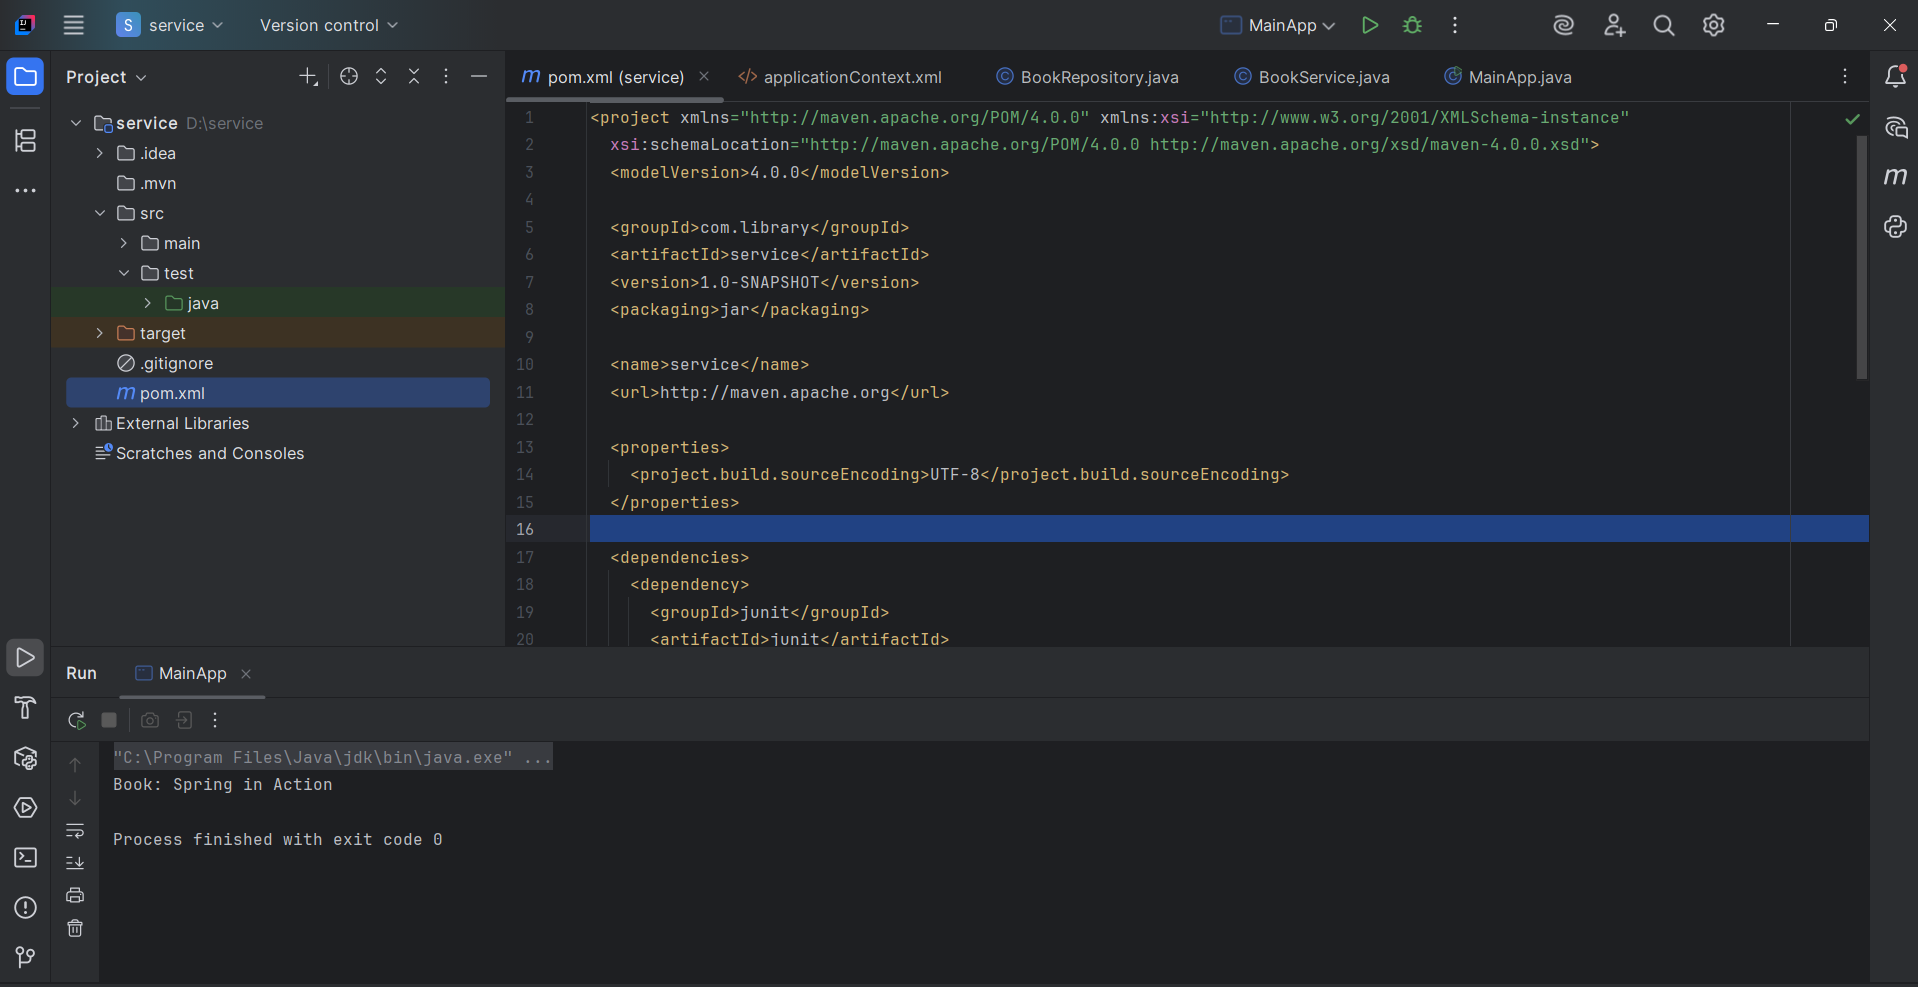 S service Version control MainApp
Project
service D:\service
.idea
.mvn
src
main
test
java
target
.gitignore
m pom.xml
External Libraries
Scratches and Consoles
m pom.xml (service) </> applicationContext.xml © BookRepository.java © BookService.java © MainApp.java
1 <project xmlns="http://maven.apache.org/POM/4.0.0" xmlns:xsi="http://www.w3.org/2001/XMLSchema-instance"
2 xsi:schemaLocation="http://maven.apache.org/POM/4.0.0 http://maven.apache.org/xsd/maven-4.0.0.xsd">
3 <modelVersion>4.0.0</modelVersion>
4
5 <groupId>com.library</groupId>
6 <artifactId>service</artifactId>
7 <version>1.0-SNAPSHOT</version>
8 <packaging>jar</packaging>
9
10 <name>service</name>
11 <url>http://maven.apache.org</url>
12
13 <properties>
14 <project.build.sourceEncoding>UTF-8</project.build.sourceEncoding>
15 </properties>
16
17 <dependencies>
18 <dependency>
19 <groupId>junit</groupId>
20 <artifactId>junit</artifactId>
m
Run MainApp
"C:\Program Files\Java\jdk\bin\java.exe" ...
Book: Spring in Action
Process finished with exit code 0